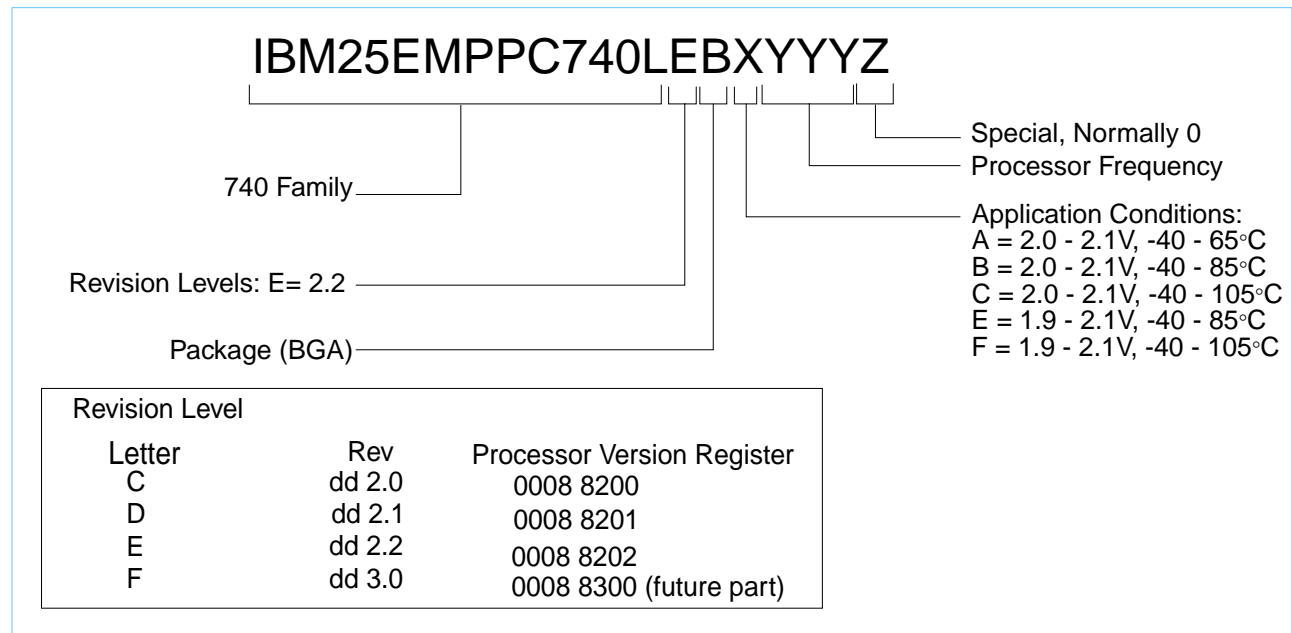 IBM25EMPPC740LEBXYYYZ
Special, Normally 0
Processor Frequency
740 Family
Application Conditions:
A = 2.0 - 2.1V, -40 - 65°C
B = 2.0 - 2.1V, -40 - 85°C
C = 2.0 - 2.1V, -40 - 105°C
E = 1.9 - 2.1V, -40 - 85°C
F = 1.9 - 2.1V, -40 - 105°C
Revision Levels: E= 2.2
Package (BGA)
Revision Level
Letter Rev Processor Version Register
C dd 2.0 0008 8200
D dd 2.1 0008 8201
E dd 2.2 0008 8202
F dd 3.0 0008 8300 (future part)